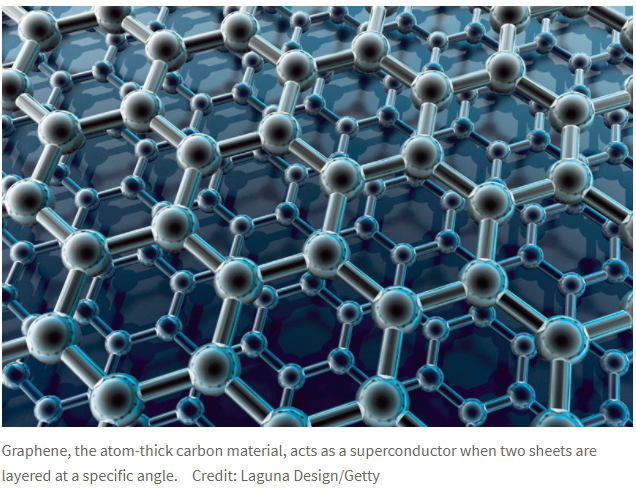 Graphene, the atom-thick carbon material, acts as a superconductor when two sheets are
layered at a specific angle. Credit: Laguna Design/Getty